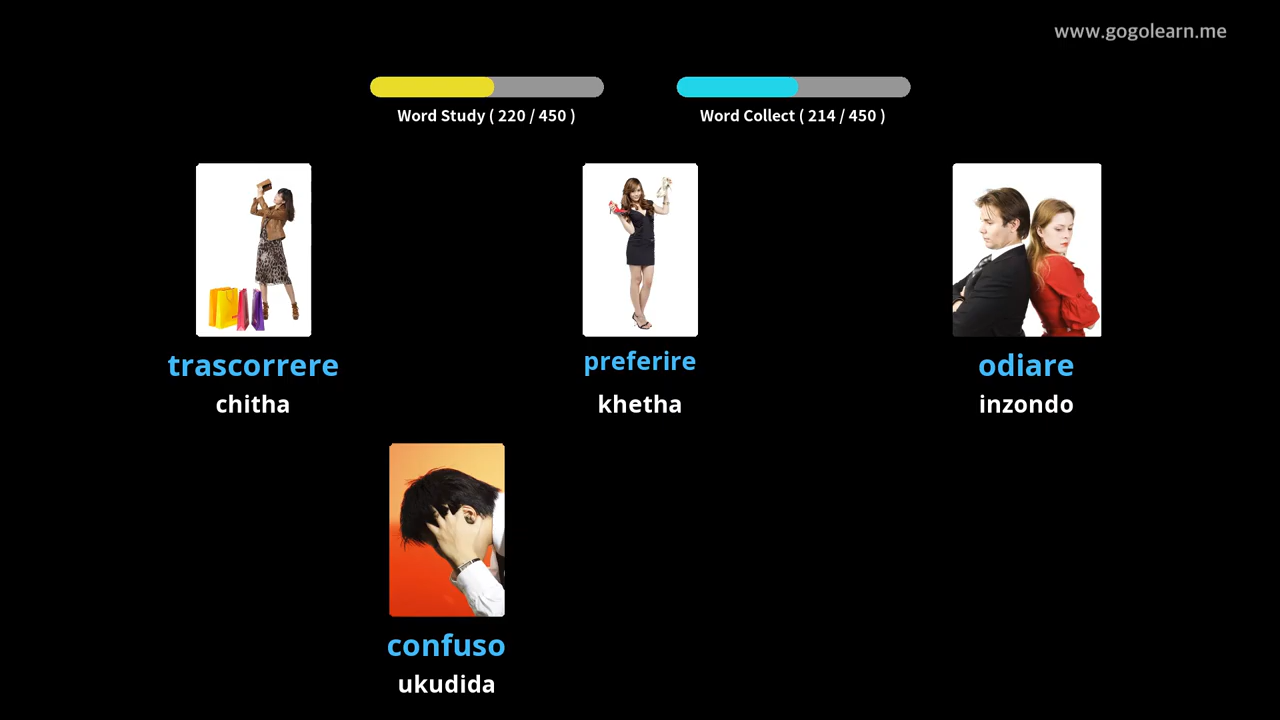 www.gogolearn.me
Word Study ( 220 / 450 )
Word Collect ( 214 / 450 )
trascorrere
chitha
preferire
khetha
odiare
inzondo
confuso
ukudida